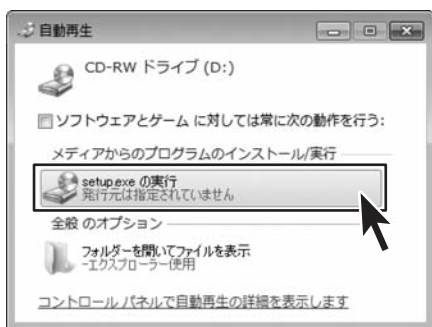 自動再生
CD-RW ドライブ (D:)
ソフトウェアとゲーム に対しては常に次の動作を行う:
メディアからのプログラムのインストール/実行
setup.exe の実行
発行元は指定されていません
全般 のオプション
フォルダーを開いてファイルを表示
-エクスプローラー使用
コントロール パネルで自動再生の詳細を表示します